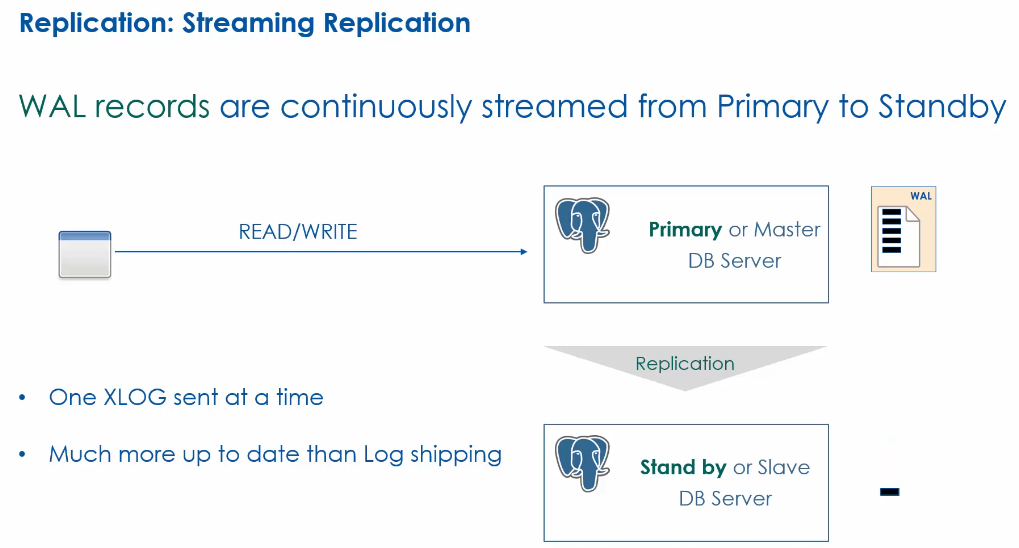 Replication: Streaming Replication
WAL records are continuously streamed from Primary to Standby
READ/WRITE
Primary or Master
DB Server
WAL
Replication
• One XLOG sent at a time
• Much more up to date than Log shipping
Stand by or Slave
DB Server